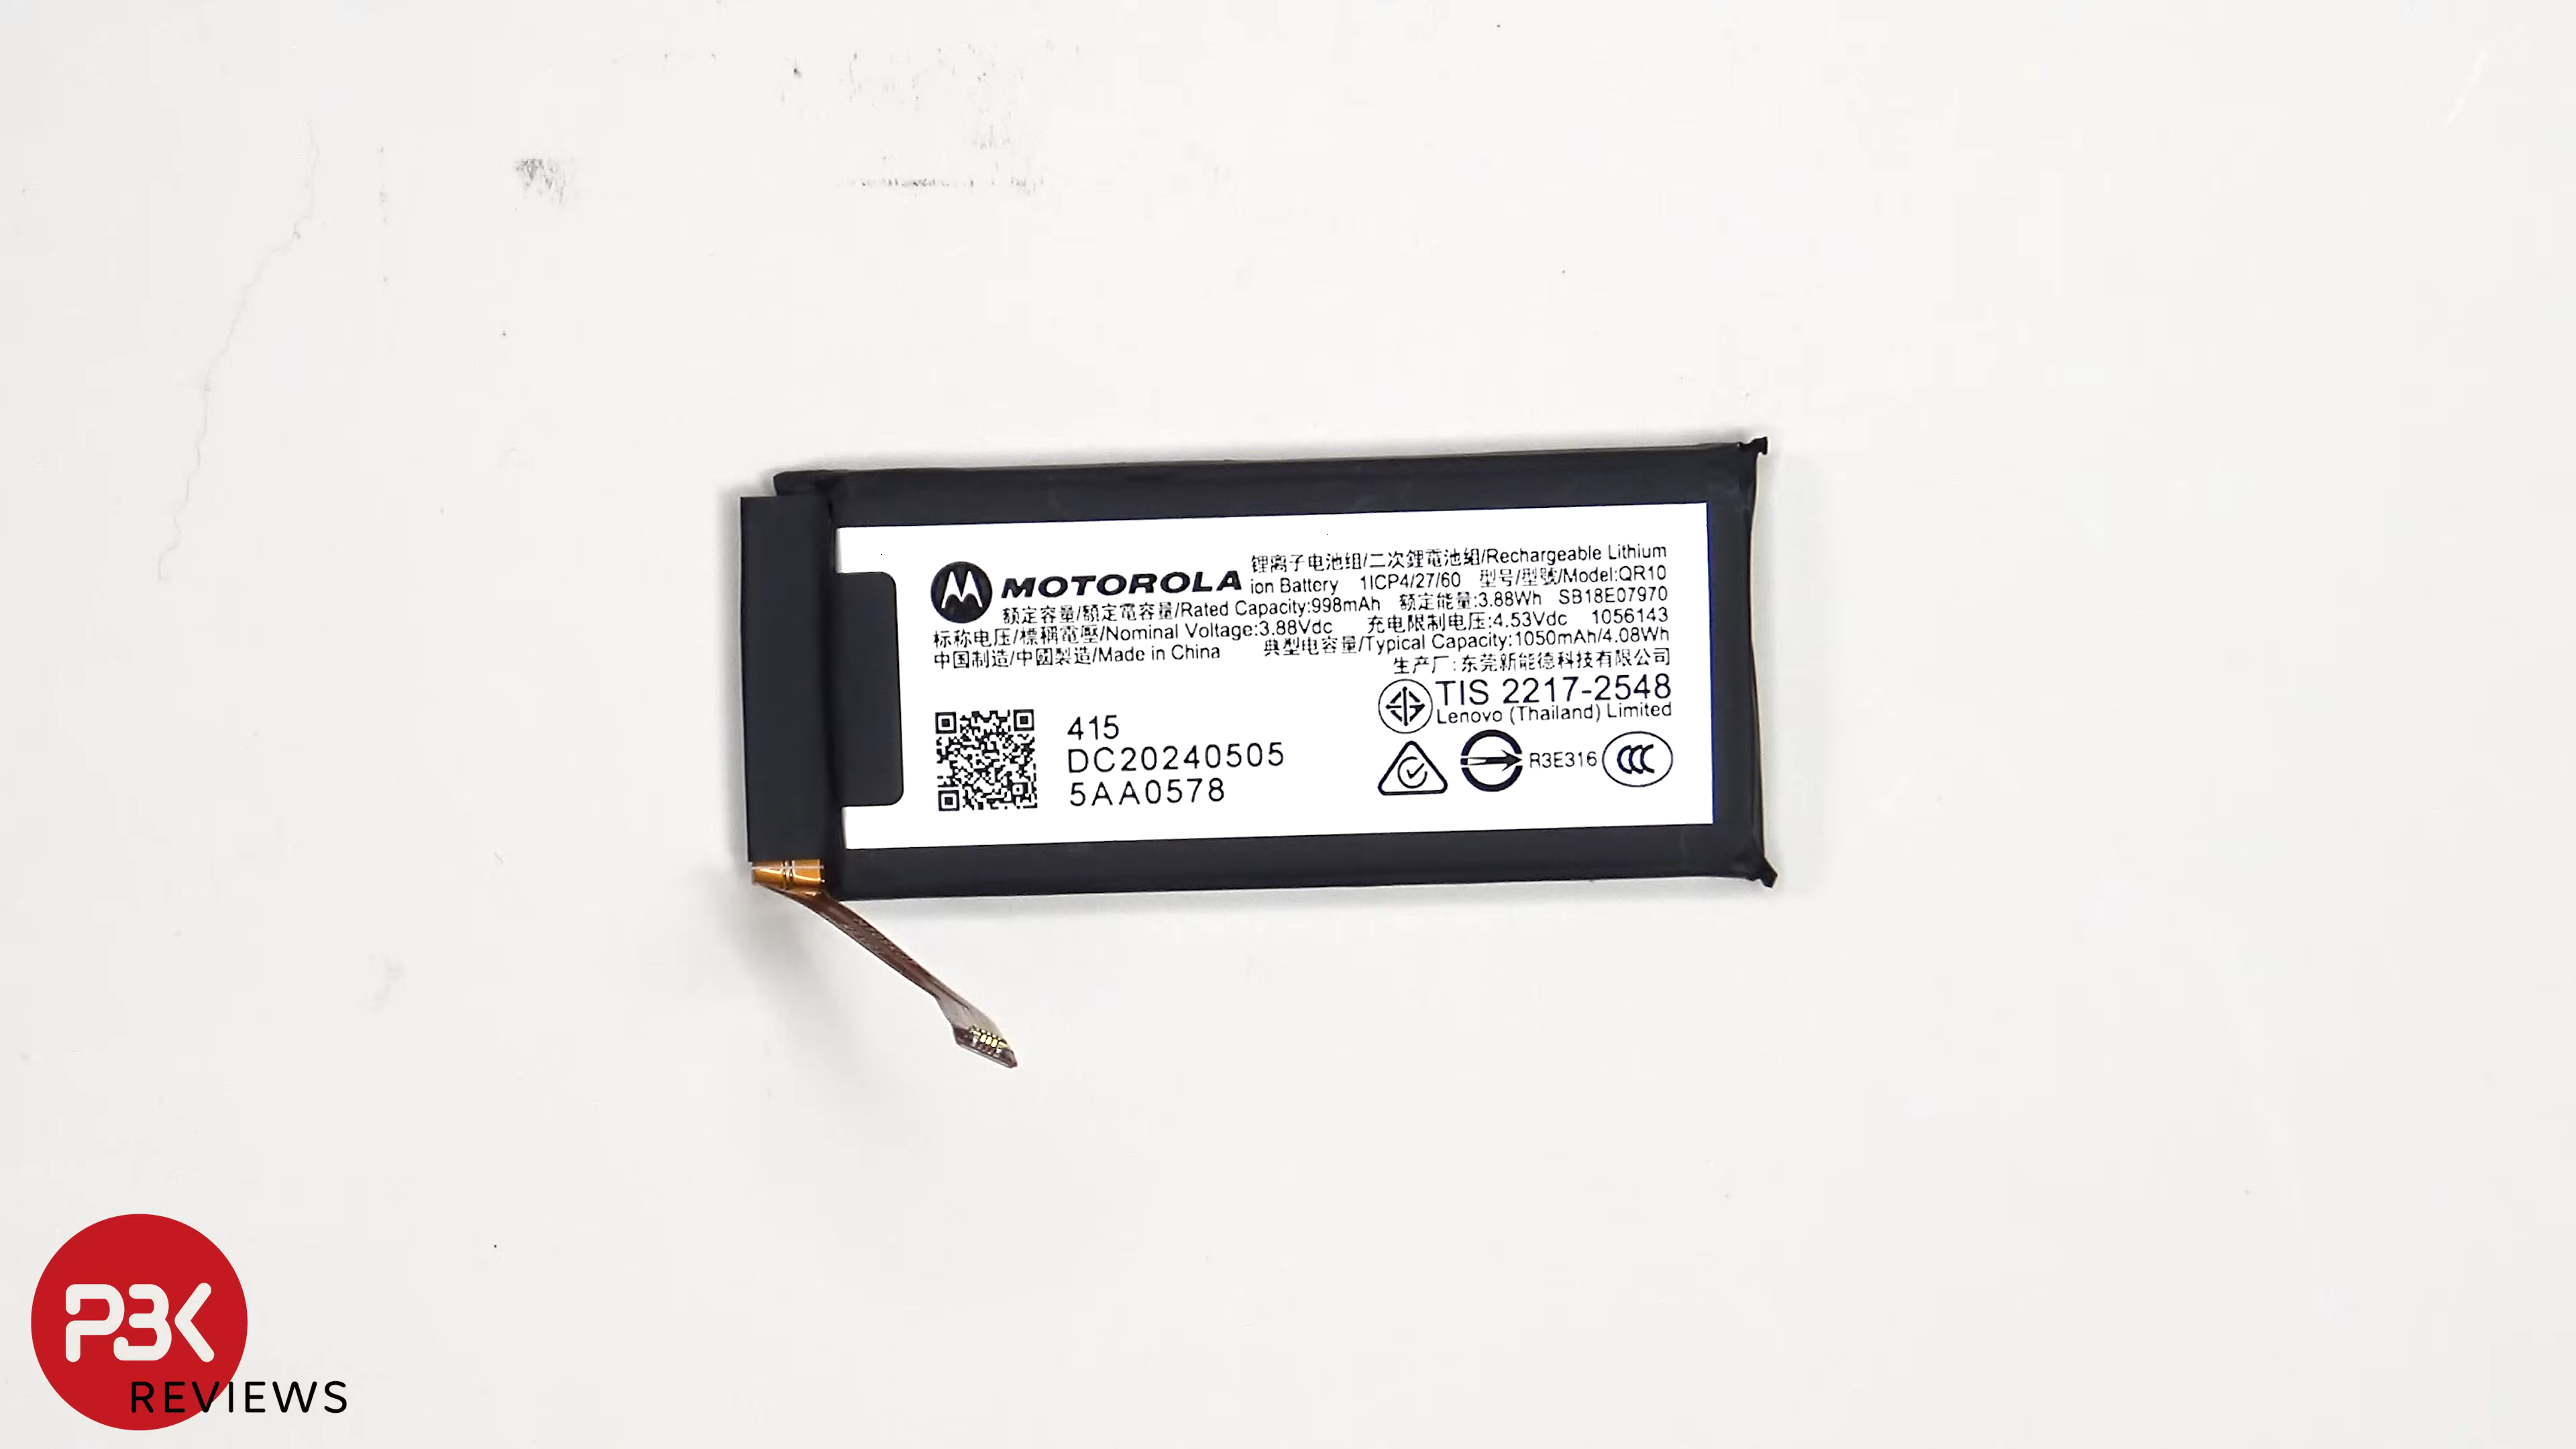 MOTOROLA
锂离子电池组/二次鋰電池組/Rechargeable Lithium
ion Battery 1ICP4/27/60 型号/型號/Model:QR10
额定容量/額定電容量/Rated Capacity:998mAh 额定能量:3.88Wh SB18E07970
标称电压/標稱電壓/Nominal Voltage:3.88Vdc 充电限制电压:4.53Vdc 1056143
中国制造/中國製造/Made in China 典型电容量/Typical Capacity:1050mAh/4.08Wh
生产厂:东莞新能德科技有限公司
TIS 2217-2548
Lenovo (Thailand) Limited
415
DC20240505
5AA0578
R3E316
CCC
PBK
REVIEWS